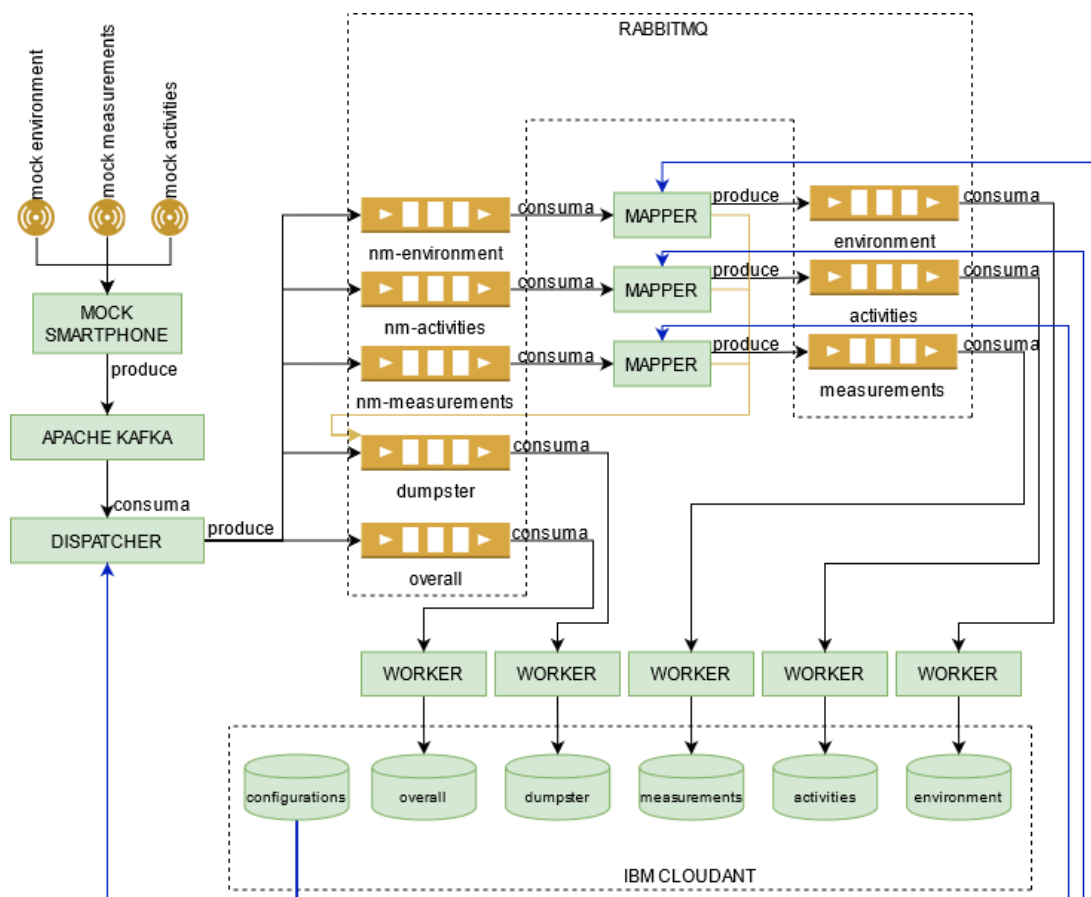 RABBITMQ
mock environment
mock measurements
mock activities
consuma
MAPPER
produce
nm-environment
environment
consuma
consuma
MAPPER
produce
nm-activities
activities
consuma
MOCK
SMARTPHONE
consuma
MAPPER
produce
consuma
produce
nm-measurements
measurements
APACHE KAFKA
consuma
dumpster
consuma
produce
consuma
DISPATCHER
overall
WORKER
WORKER
WORKER
WORKER
WORKER
configurations
overall
dumpster
measurements
activities
environment
IBM CLOUDANT